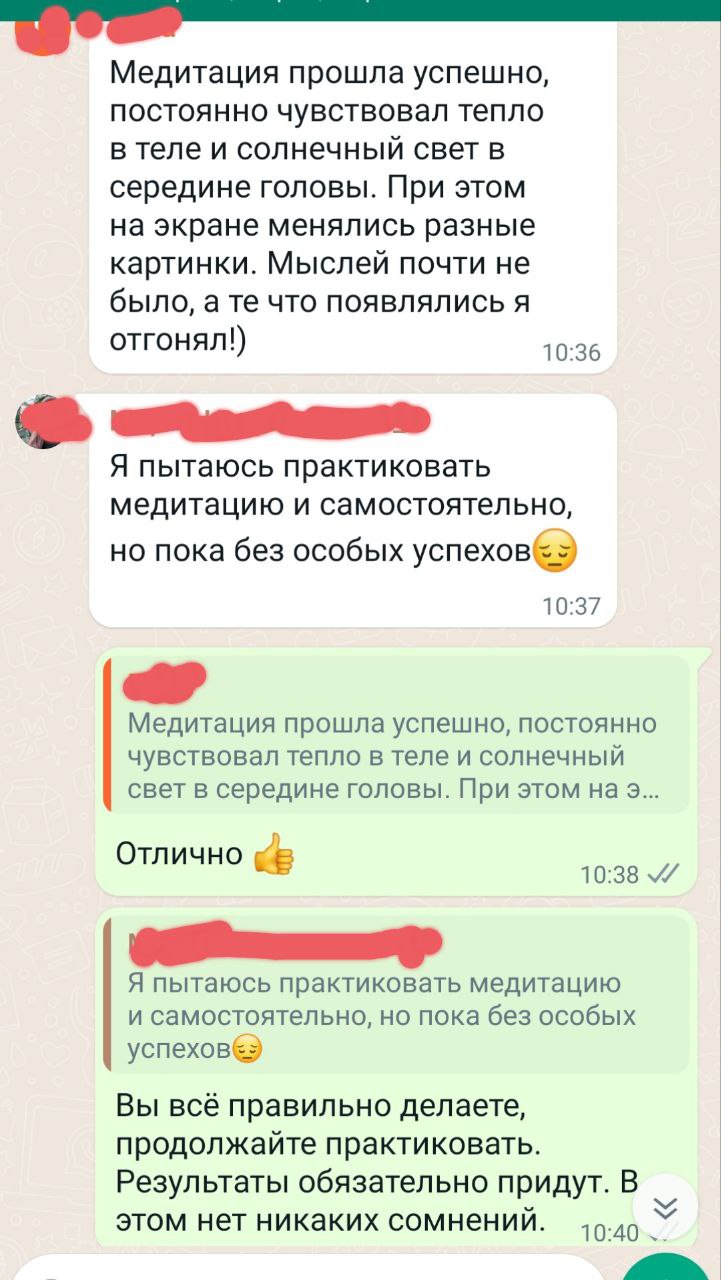 Медитация прошла успешно,
постоянно чувствовал тепло
в теле и солнечный свет в
середине головы. При этом
на экране менялись разные
картинки. Мыслей почти не
было, а те что появлялись я
отгонял!)
10:36
Я пытаюсь практиковать
медитацию и самостоятельно,
но пока без особых успехов😔
10:37
Медитация прошла успешно, постоянно
чувствовал тепло в теле и солнечный
свет в середине головы. При этом на э...
Отлично 👍
10:38
Я пытаюсь практиковать медитацию
и самостоятельно, но пока без особых
успехов😔
Вы всё правильно делаете,
продолжайте практиковать.
Результаты обязательно придут. В
этом нет никаких сомнений.
10:40